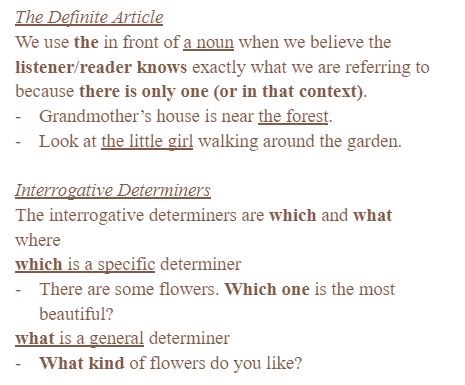 The Definite Article
We use the in front of a noun when we believe the
listener/reader knows exactly what we are referring to
because there is only one (or in that context).
- Grandmother’s house is near the forest.
- Look at the little girl walking around the garden.
Interrogative Determiners
The interrogative determiners are which and what
where
which is a specific determiner
- There are some flowers. Which one is the most
beautiful?
what is a general determiner
- What kind of flowers do you like?